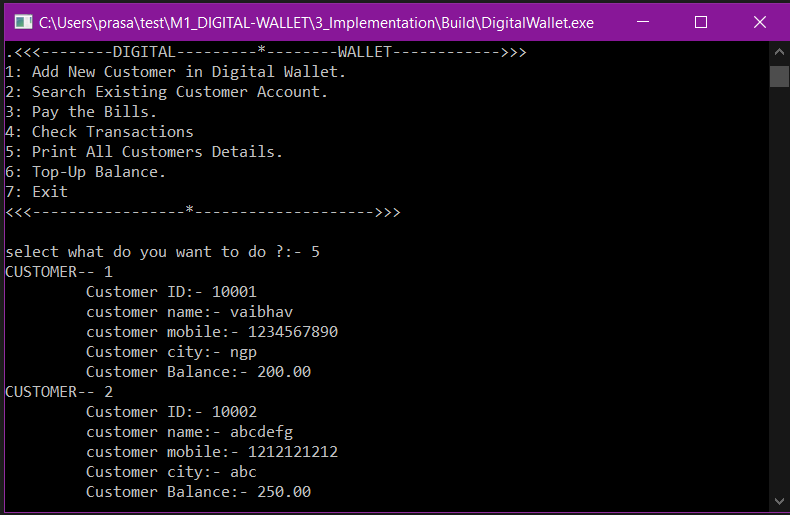 C:\Users\prasa\test\M1_DIGITAL-WALLET\3_Implementation\Build\DigitalWallet.exe
.<<<--------DIGITAL---------*--------WALLET------------>>>
1: Add New Customer in Digital Wallet.
2: Search Existing Customer Account.
3: Pay the Bills.
4: Check Transactions
5: Print All Customers Details.
6: Top-Up Balance.
7: Exit
<<<-----------------*-------------------->>>
select what do you want to do ?:- 5
CUSTOMER-- 1
Customer ID:- 10001
customer name:- vaibhav
customer mobile:- 1234567890
Customer city:- ngp
Customer Balance:- 200.00
CUSTOMER-- 2
Customer ID:- 10002
customer name:- abcdefg
customer mobile:- 1212121212
Customer city:- abc
Customer Balance:- 250.00